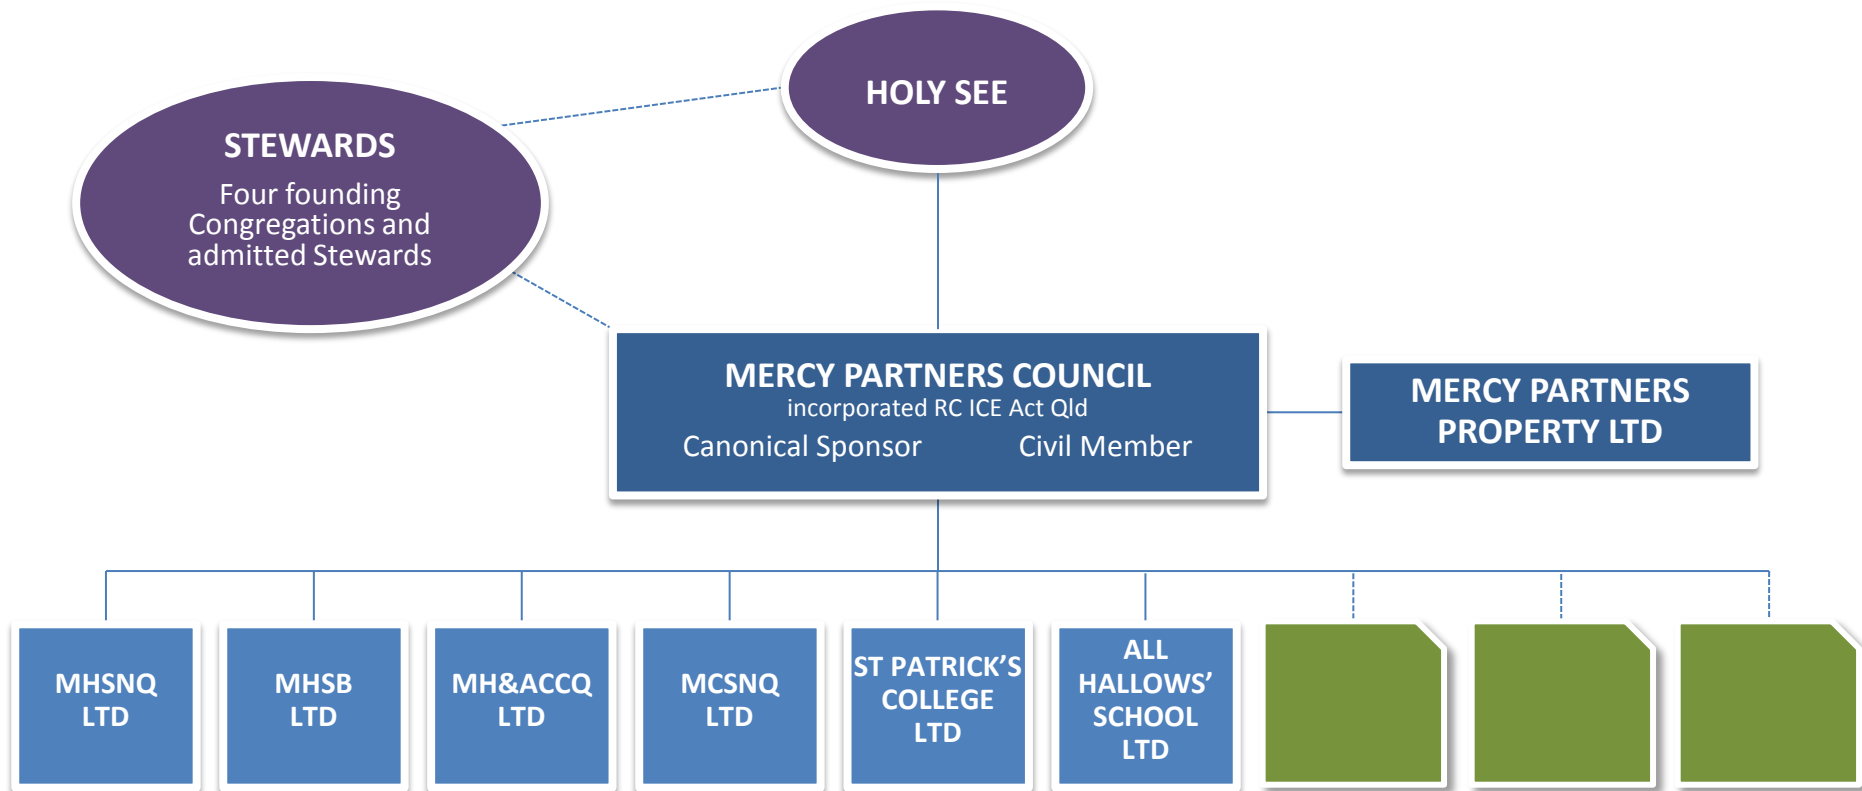 HOLY SEE
STEWARDS
Four founding
Congregations and
admitted Stewards
MERCY PARTNERS COUNCIL
incorporated RC ICE Act Qld
Canonical Sponsor Civil Member
MERCY PARTNERS
PROPERTY LTD
MHSNQ
LTD
MHSB
LTD
MH&ACCQ
LTD
MCSNQ
LTD
ST PATRICK’S
COLLEGE
LTD
ALL
HALLOWS’
SCHOOL
LTD